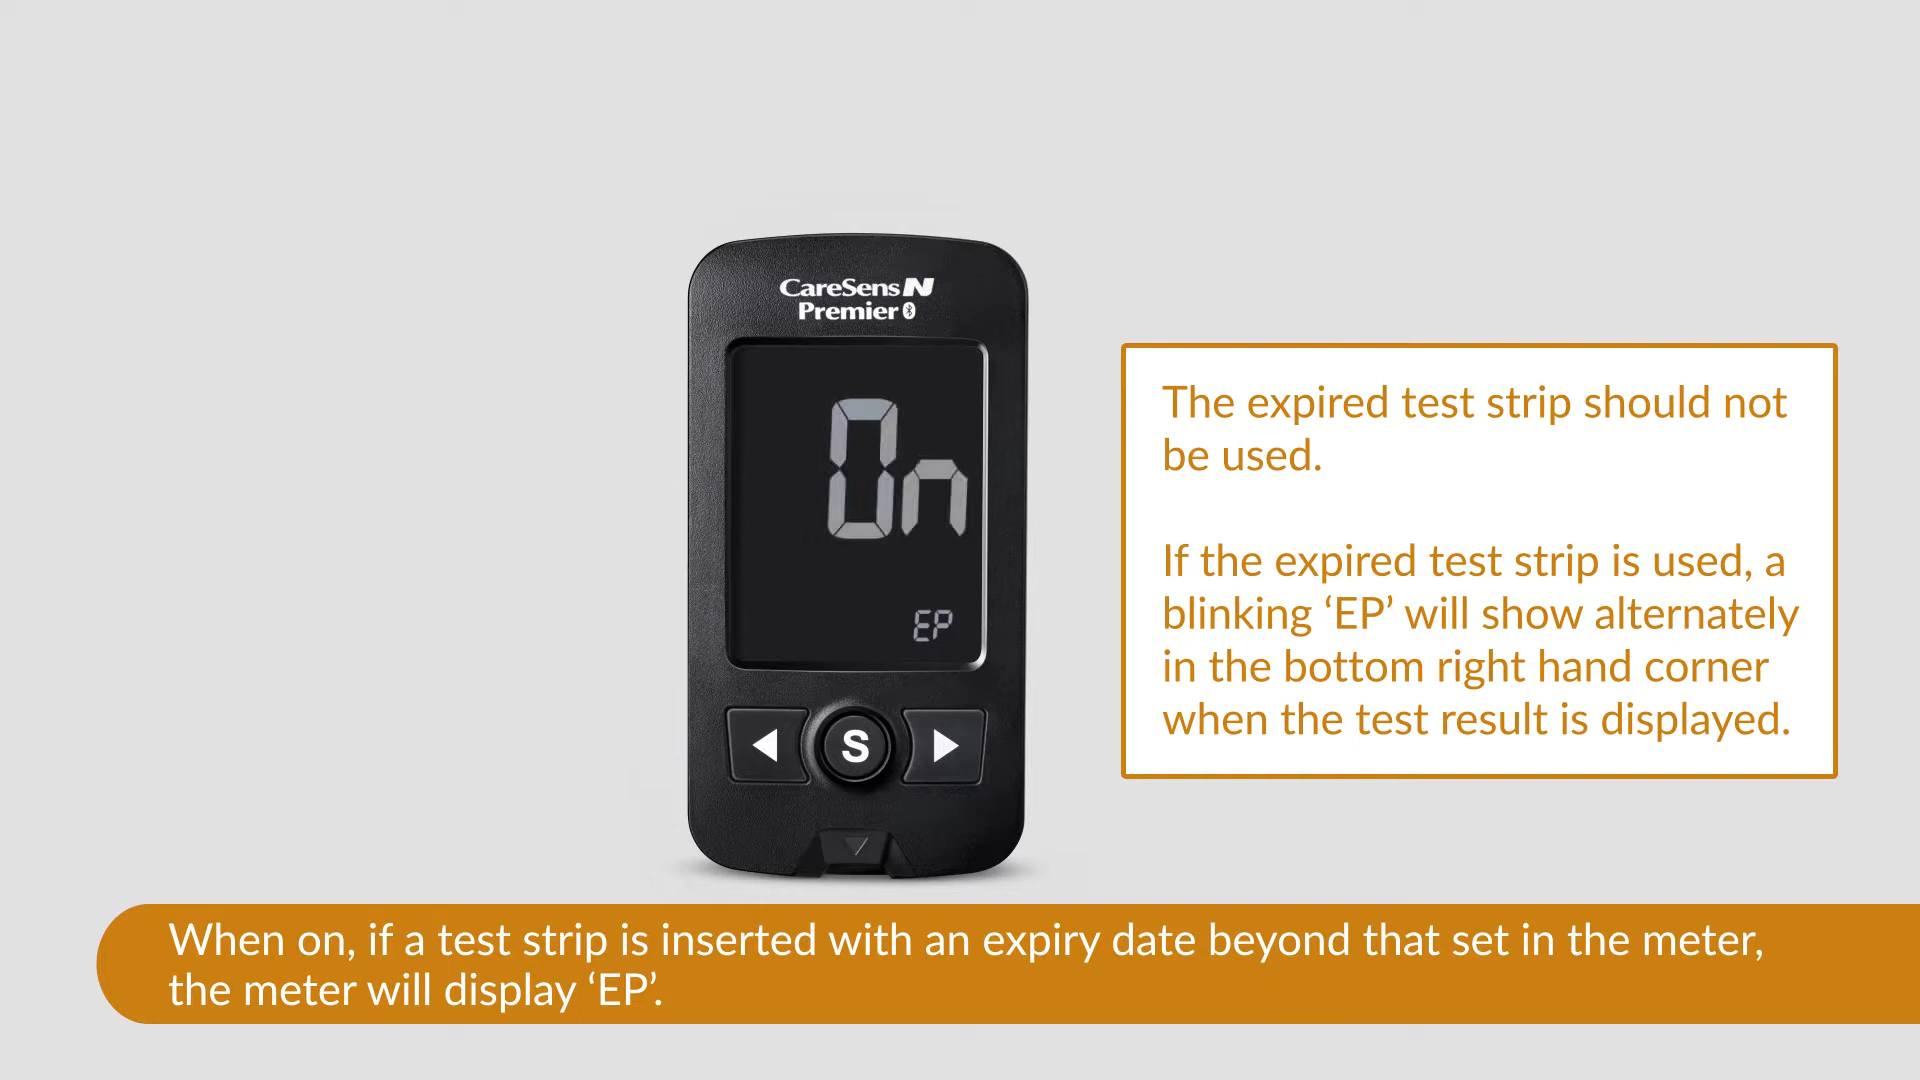 CareSens N
Premier
On
EP
S
The expired test strip should not
be used.
If the expired test strip is used, a
blinking ‘EP’ will show alternately
in the bottom right hand corner
when the test result is displayed.
When on, if a test strip is inserted with an expiry date beyond that set in the meter,
the meter will display ‘EP’.